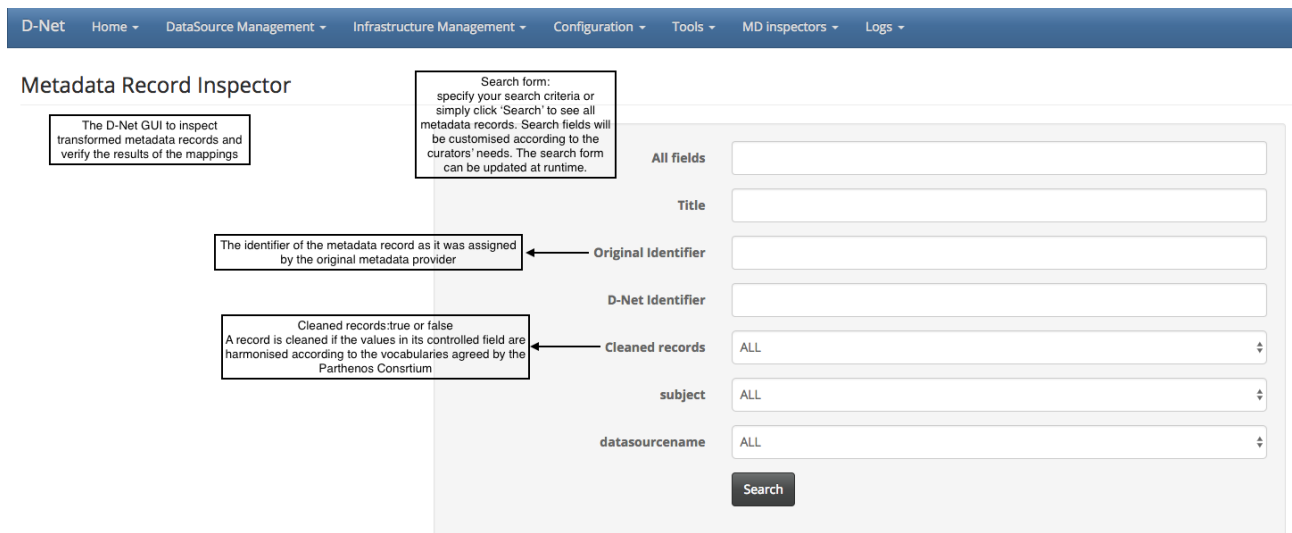 D-Net Home DataSource Management Infrastructure Management Configuration Tools MD inspectors Logs
Metadata Record Inspector
The D-Net GUI to inspect
transformed metadata records and
verify the results of the mappings
Search form:
specify your search criteria or
simply click ‘Search’ to see all
metadata records. Search fields will
be customised according to the
curators’ needs. The search form
can be updated at runtime.
All fields
Title
The identifier of the metadata record as it was assigned
by the original metadata provider
Original Identifier
D-Net Identifier
Cleaned records:true or false
A record is cleaned if the values in its controlled field are
harmonised according to the vocabularies agreed by the
Parthenos Consrtium
Cleaned records ALL
subject ALL
datasourcename ALL
Search